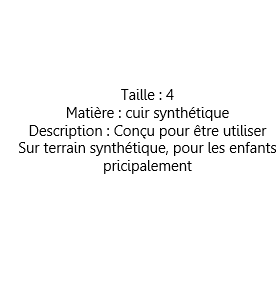 Taille : 4
Matière : cuir synthétique
Description : Conçu pour être utiliser
Sur terrain synthétique, pour les enfants
pricipalement